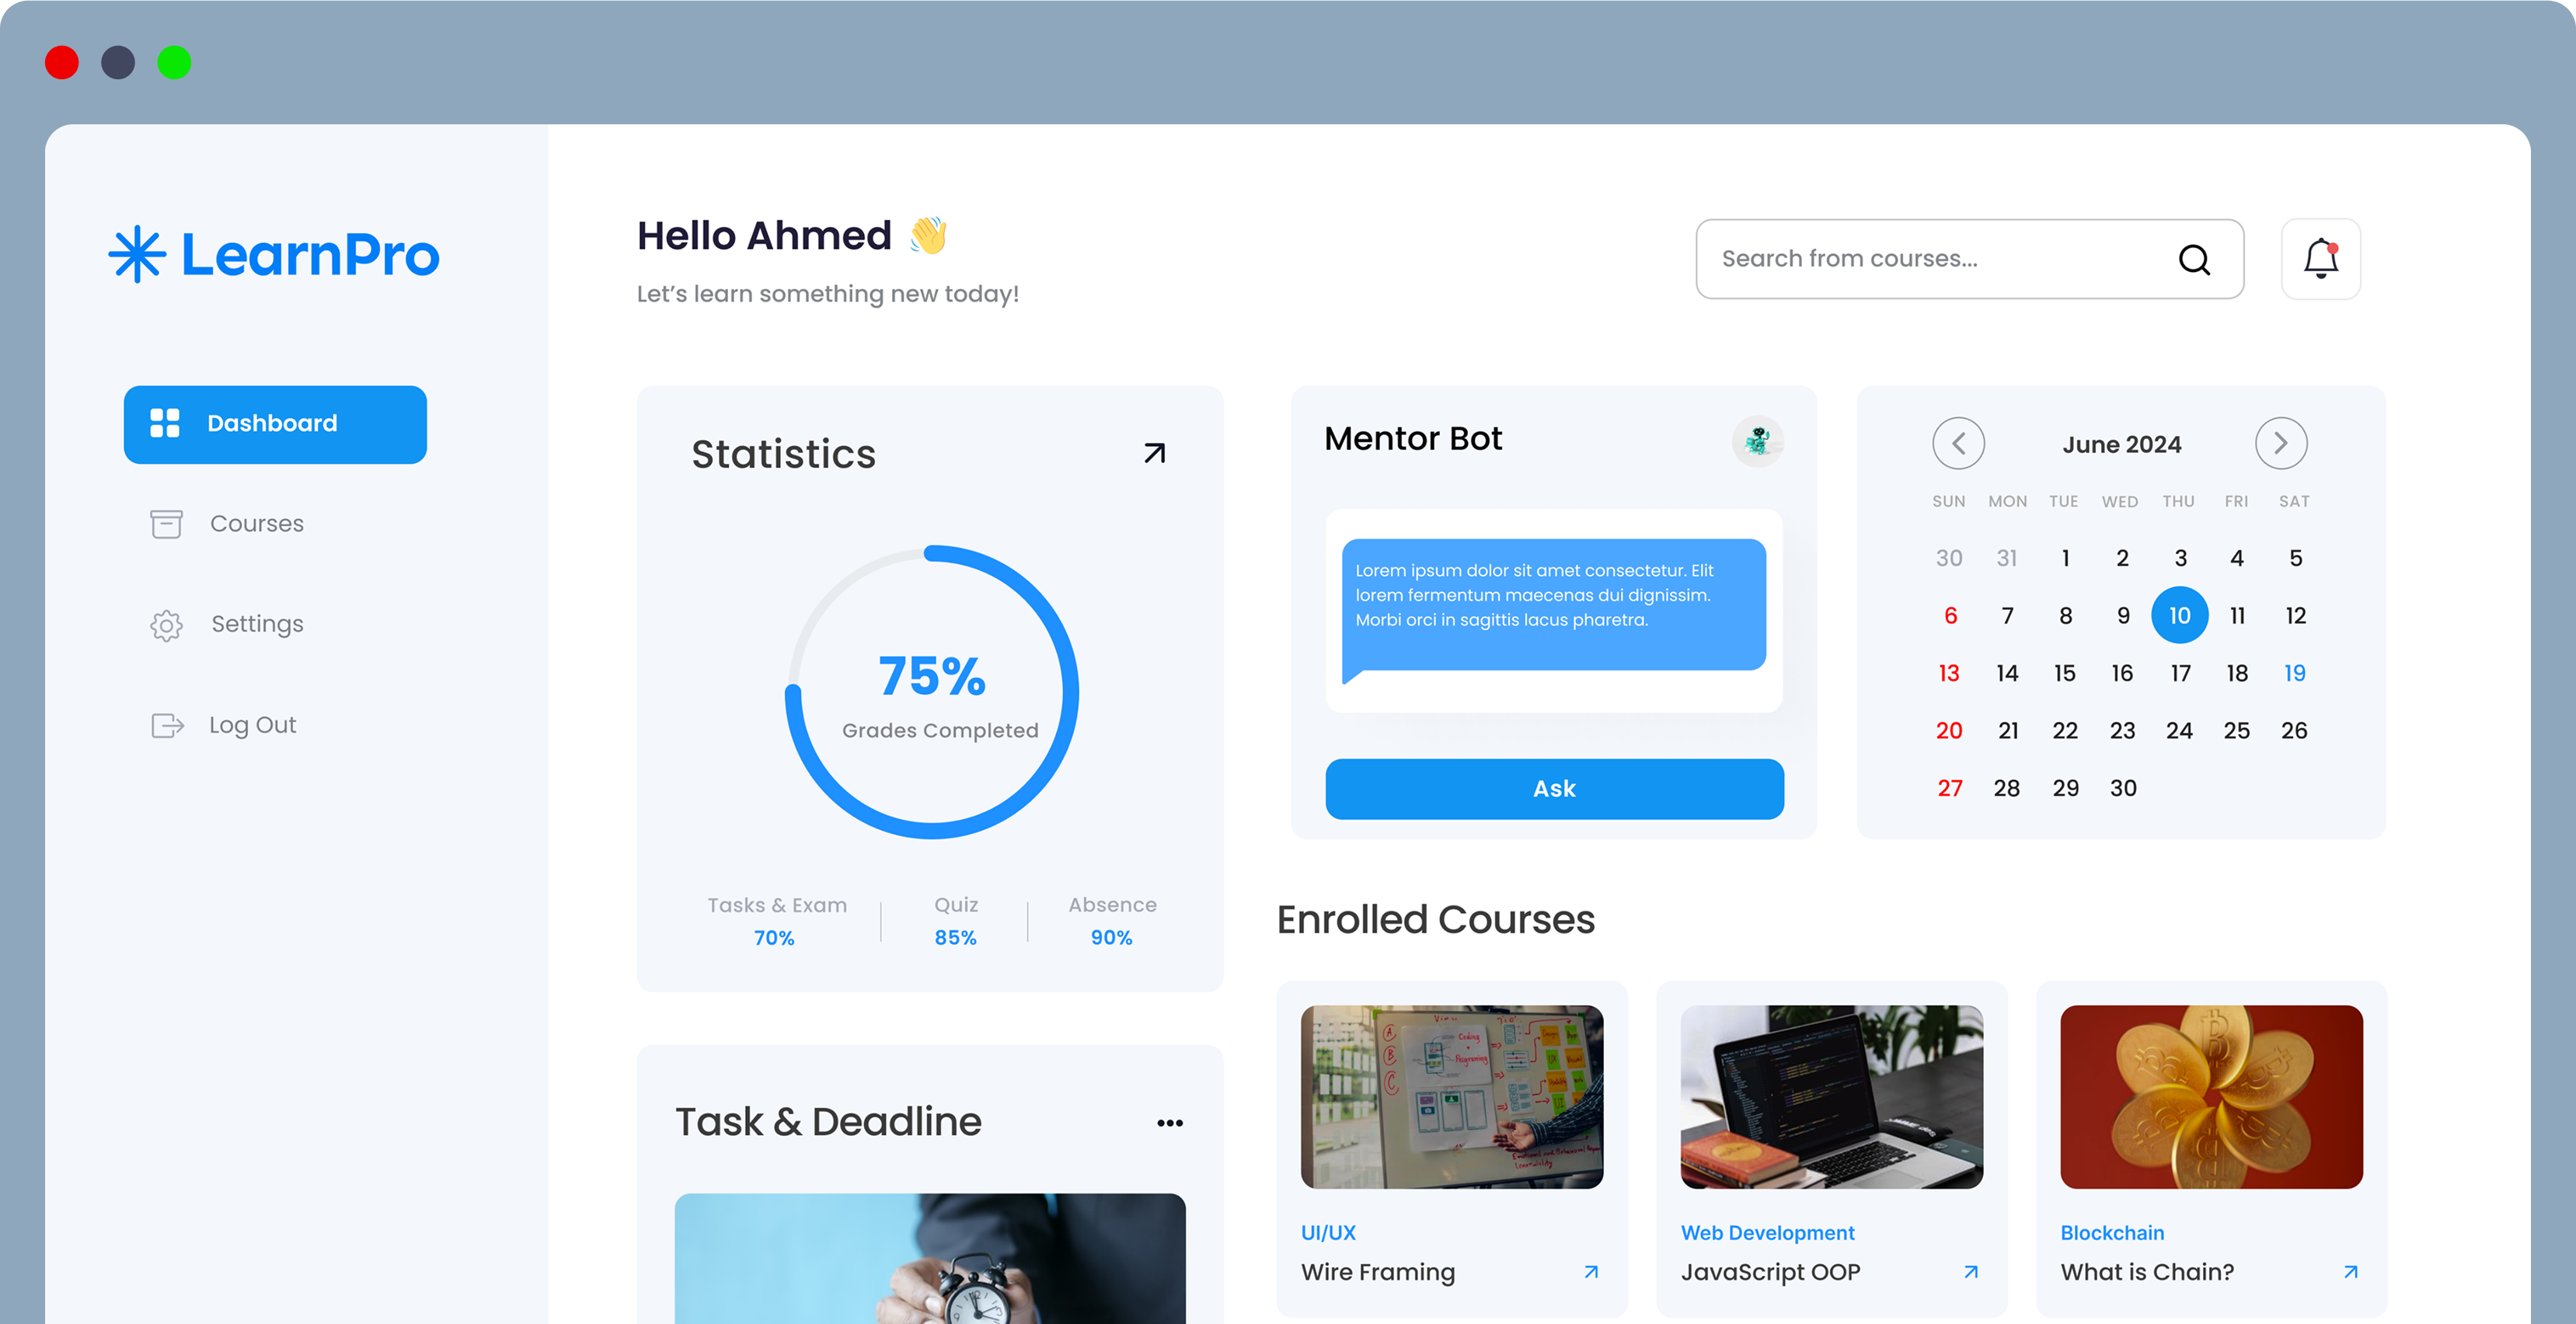 LearnPro
Dashboard
Courses
Settings
Log Out
Hello Ahmed 👋
Let’s learn something new today!
Search from courses...
Statistics
75%
Grades Completed
Tasks & Exam
70%
Quiz
85%
Absence
90%
Mentor Bot
Lorem ipsum dolor sit amet consectetur. Elit
lorem fermentum maecenas dui dignissim.
Morbi orci in sagittis lacus pharetra.
Ask
June 2024
SUN MON TUE WED THU FRI SAT
30 31 1 2 3 4 5
6 7 8 9 10 11 12
13 14 15 16 17 18 19
20 21 22 23 24 25 26
27 28 29 30
Task & Deadline
Enrolled Courses
A
B
C
Coding
UI/UX
Wire Framing
Web Development
JavaScript OOP
Blockchain
What is Chain?